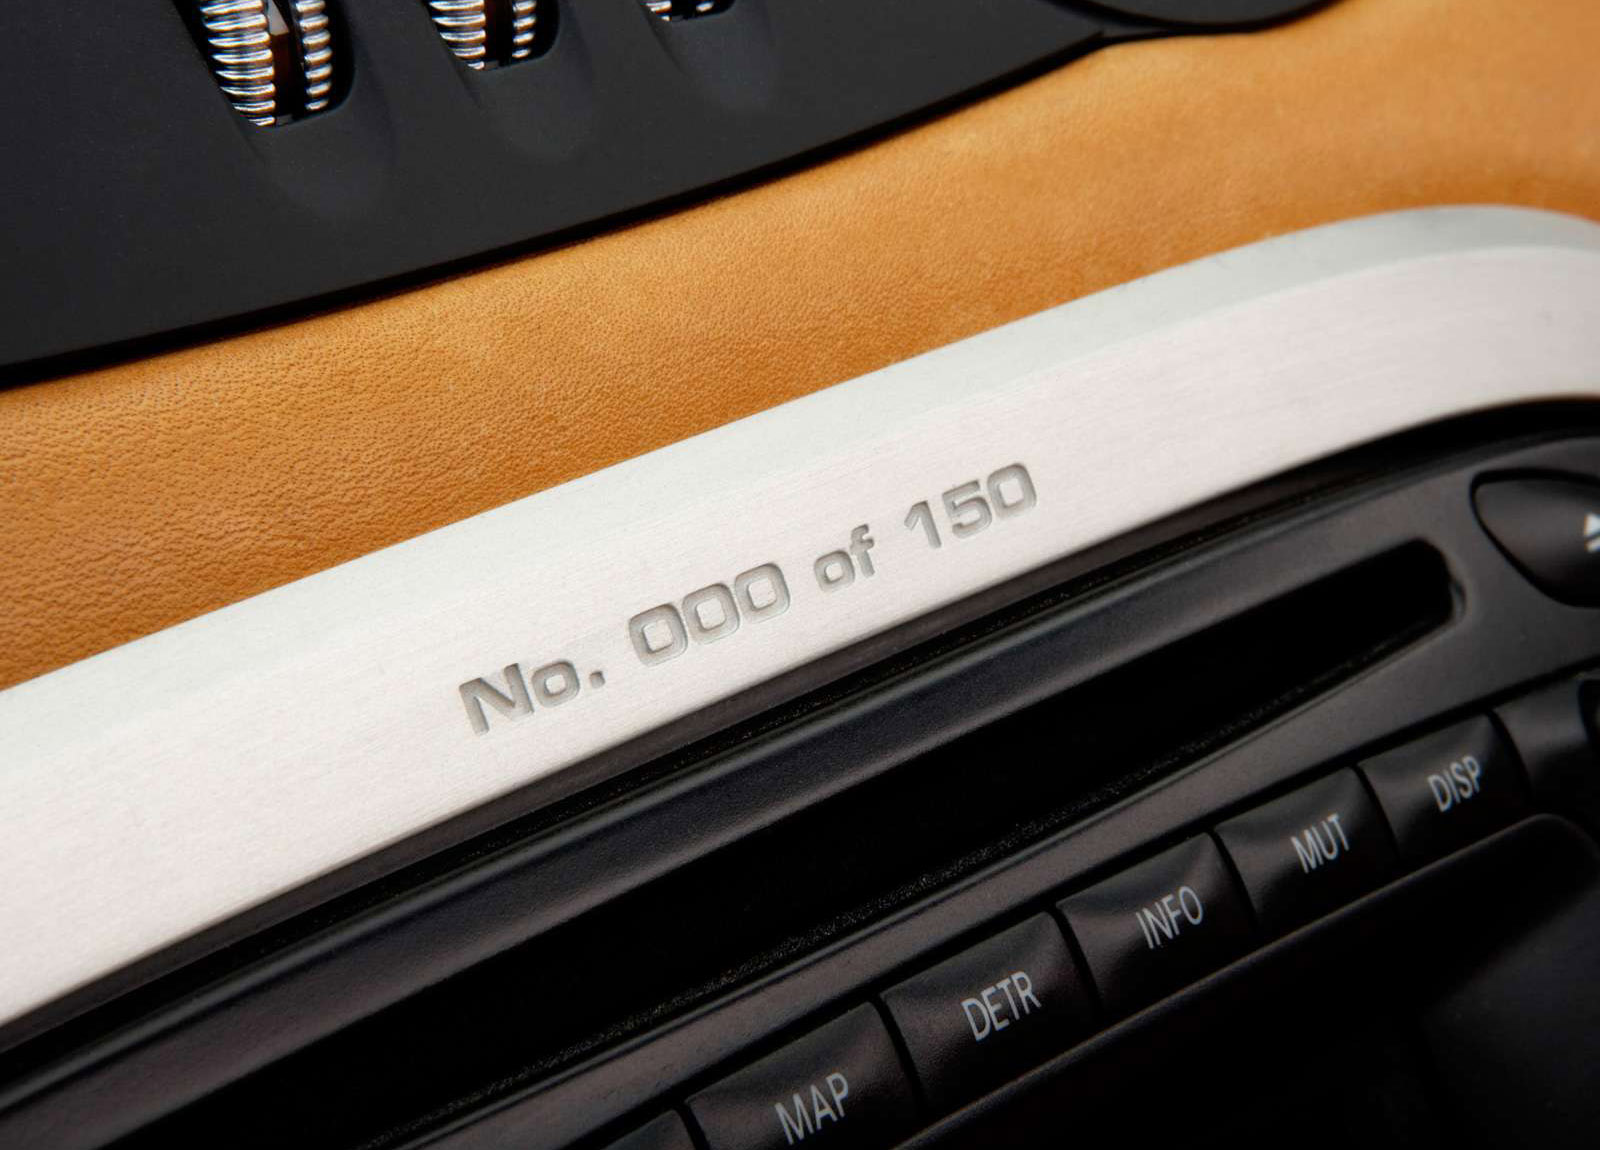 No. 000 of 150
DISP
MUT
INFO
DETR
MAP